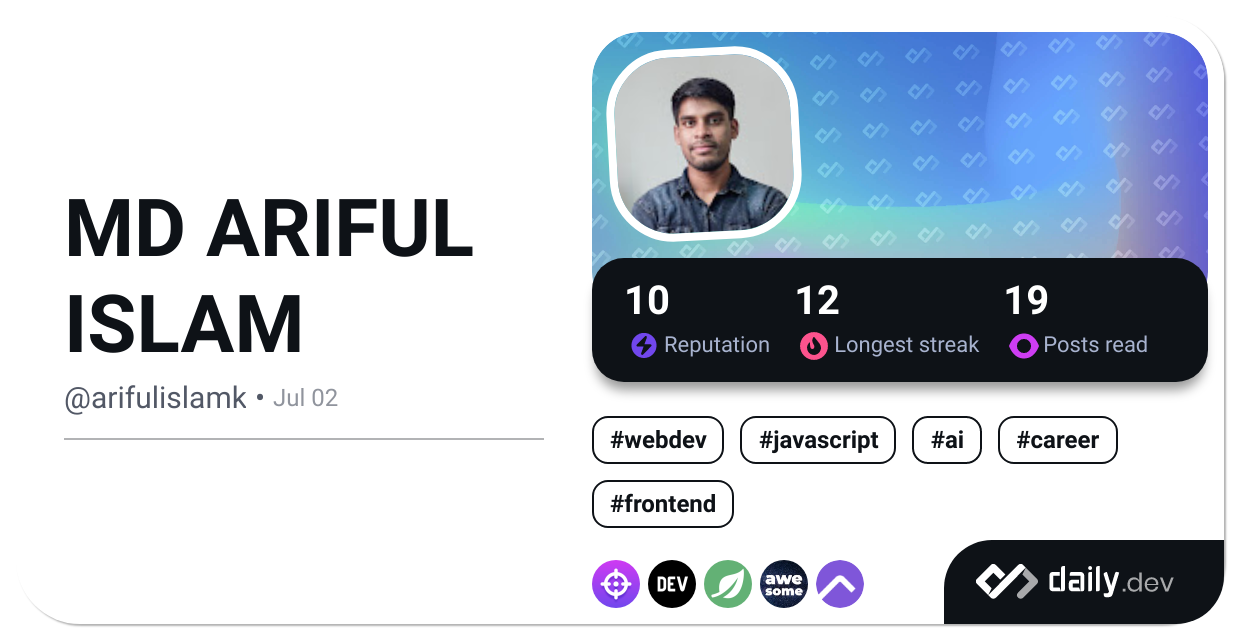 MD ARIFUL
ISLAM
@arifulislamk • Jul 02
10 12 19
Reputation Longest streak Posts read
#webdev #javascript #ai #career
#frontend
DEV awe some
daily.dev